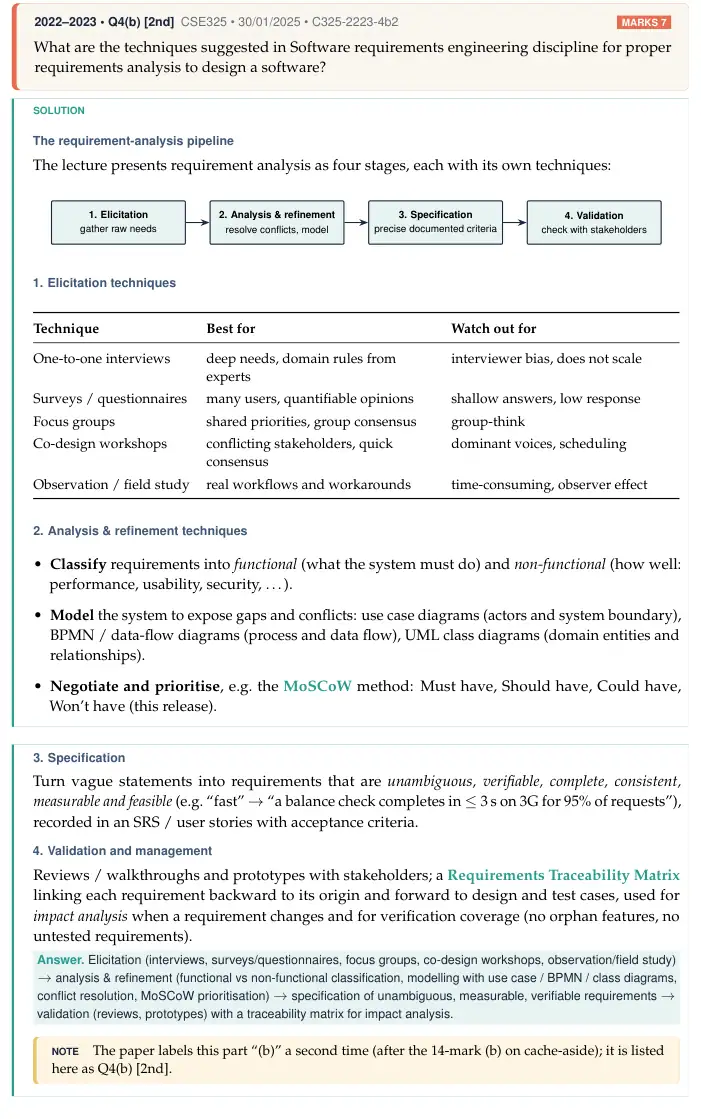 2022–2023 • Q4(b) [2nd] CSE325 • 30/01/2025 • C325-2223-4b2 MARKS 7
What are the techniques suggested in Software requirements engineering discipline for proper
requirements analysis to design a software?
SOLUTION
The requirement-analysis pipeline
The lecture presents requirement analysis as four stages, each with its own techniques:
1. Elicitation
gather raw needs
2. Analysis & refinement
resolve conflicts, model
3. Specification
precise documented criteria
4. Validation
check with stakeholders
1. Elicitation techniques
Technique Best for Watch out for
One-to-one interviews deep needs, domain rules from interviewer bias, does not scale
experts
Surveys / questionnaires many users, quantifiable opinions shallow answers, low response
Focus groups shared priorities, group consensus group-think
Co-design workshops conflicting stakeholders, quick dominant voices, scheduling
consensus
Observation / field study real workflows and workarounds time-consuming, observer effect
2. Analysis & refinement techniques
• Classify requirements into functional (what the system must do) and non-functional (how well:
performance, usability, security, …).
• Model the system to expose gaps and conflicts: use case diagrams (actors and system boundary),
BPMN / data-flow diagrams (process and data flow), UML class diagrams (domain entities and
relationships).
• Negotiate and prioritise, e.g. the MoSCoW method: Must have, Should have, Could have,
Won't have (this release).
3. Specification
Turn vague statements into requirements that are unambiguous, verifiable, complete, consistent,
measurable and feasible (e.g. "fast" → "a balance check completes in ≤ 3 s on 3G for 95% of requests"),
recorded in an SRS / user stories with acceptance criteria.
4. Validation and management
Reviews / walkthroughs and prototypes with stakeholders; a Requirements Traceability Matrix
linking each requirement backward to its origin and forward to design and test cases, used for
impact analysis when a requirement changes and for verification coverage (no orphan features, no
untested requirements).
Answer. Elicitation (interviews, surveys/questionnaires, focus groups, co-design workshops, observation/field study)
→ analysis & refinement (functional vs non-functional classification, modelling with use case / BPMN / class diagrams,
conflict resolution, MoSCoW prioritisation) → specification of unambiguous, measurable, verifiable requirements →
validation (reviews, prototypes) with a traceability matrix for impact analysis.
NOTE The paper labels this part "(b)" a second time (after the 14-mark (b) on cache-aside); it is listed
here as Q4(b) [2nd].